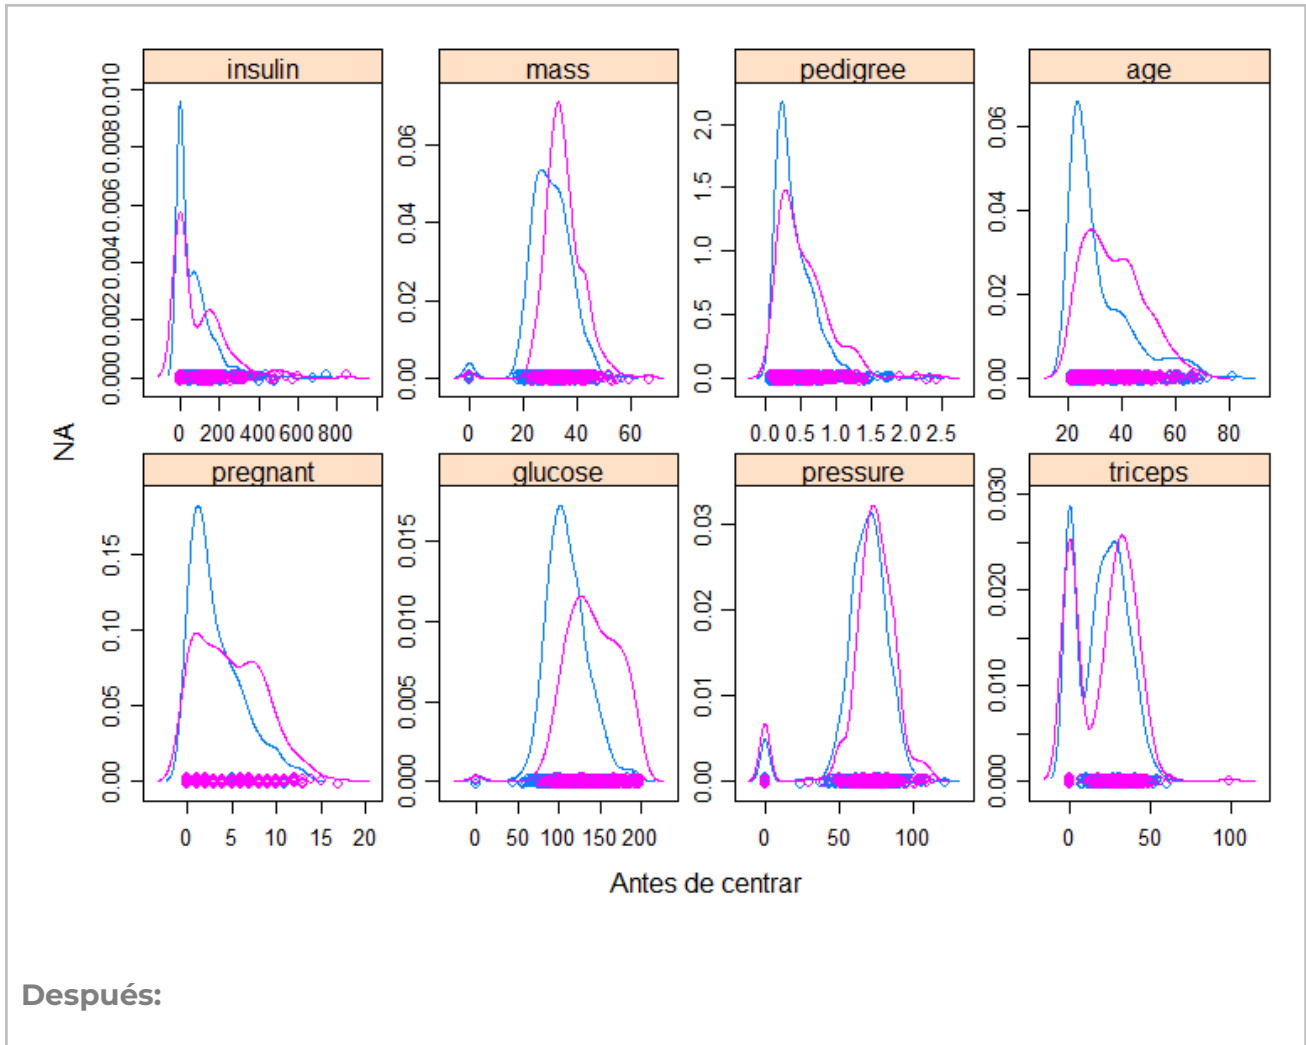 insulin
mass
pedigree
age
0.000 0.002 0.004 0.006 0.008 0.010
0.00 0.02 0.04 0.06
0.0 0.5 1.0 1.5 2.0
0.00 0.02 0.04 0.06
0 200 400 600 800
0 20 40 60
0.0 0.5 1.0 1.5 2.0 2.5
20 40 60 80
NA
pregnant
glucose
pressure
triceps
0.00 0.05 0.10 0.15
0.000 0.005 0.010 0.015
0.00 0.01 0.02 0.03
0.000 0.010 0.020 0.030
0 5 10 15 20
0 50 100 150 200
0 50 100
0 50 100
Antes de centrar
Después: